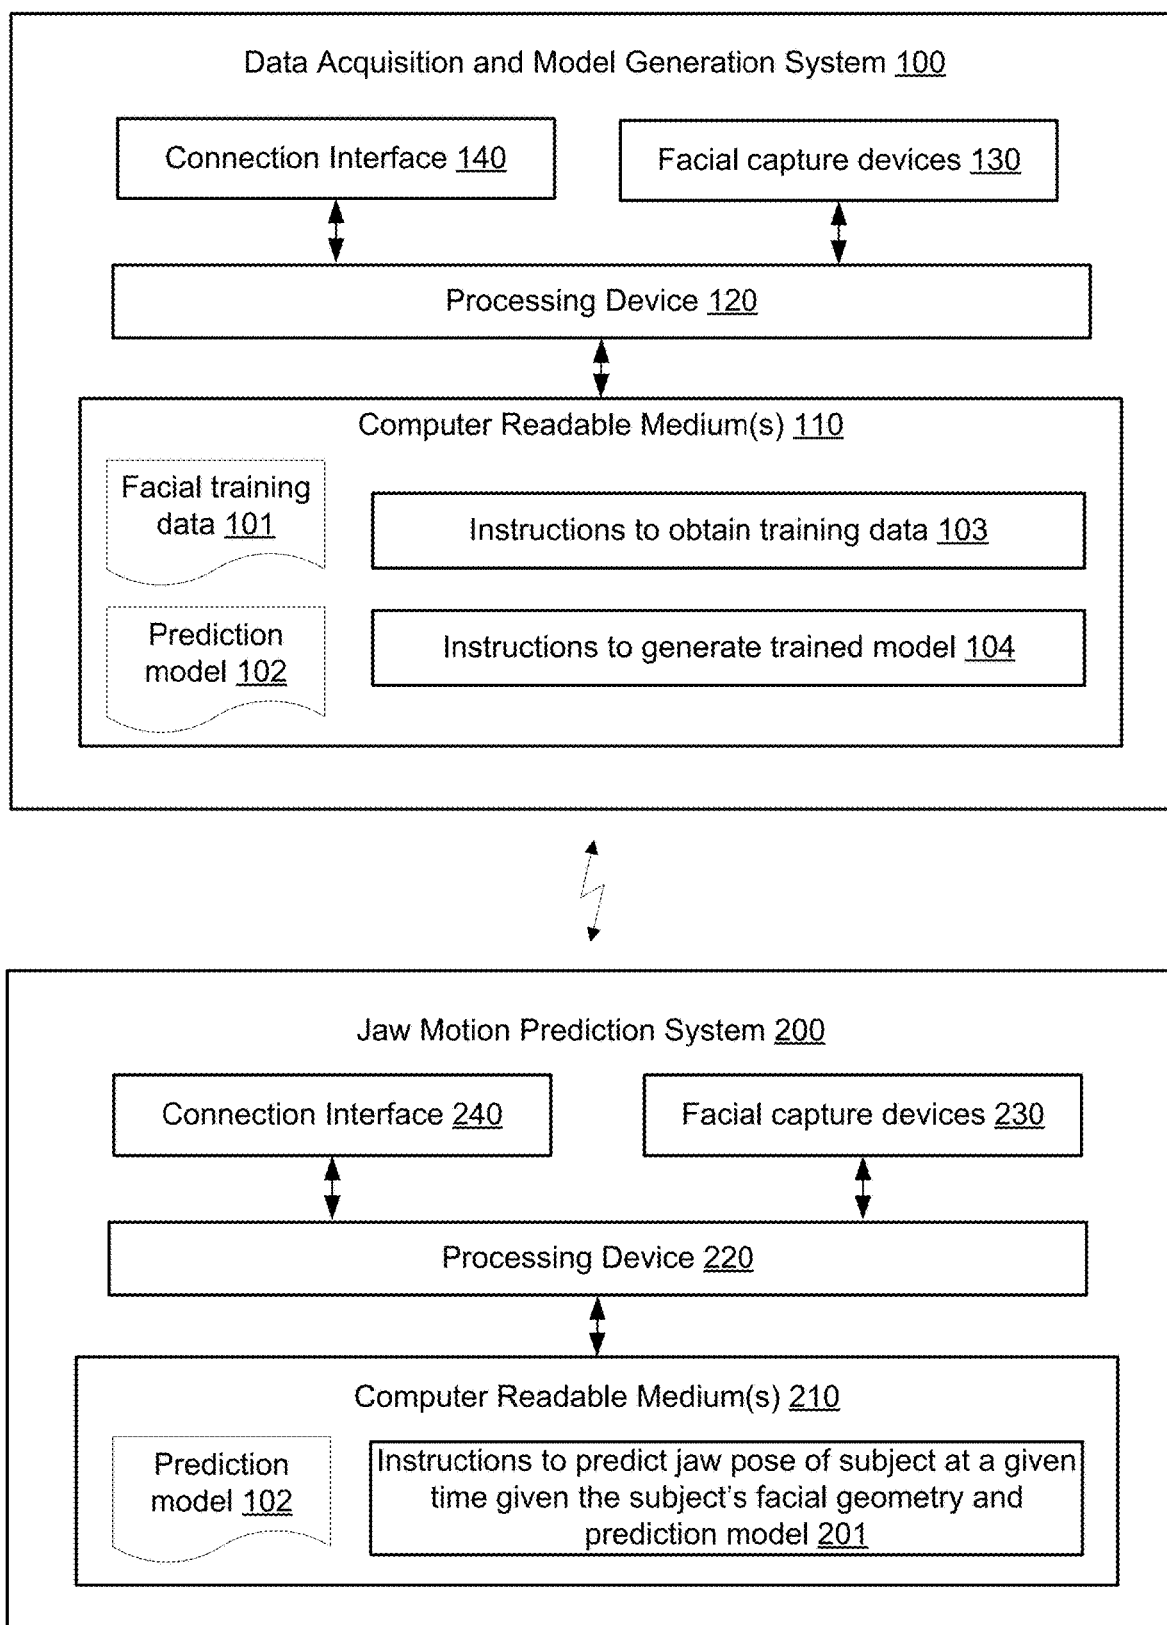 Data Acquisition and Model Generation System 100
Connection Interface 140
Facial capture devices 130
Processing Device 120
Computer Readable Medium(s) 110
Facial training
data 101
Instructions to obtain training data 103
Prediction
model 102
Instructions to generate trained model 104
Jaw Motion Prediction System 200
Connection Interface 240
Facial capture devices 230
Processing Device 220
Computer Readable Medium(s) 210
Prediction
model 102
Instructions to predict jaw pose of subject at a given
time given the subject's facial geometry and
prediction model 201